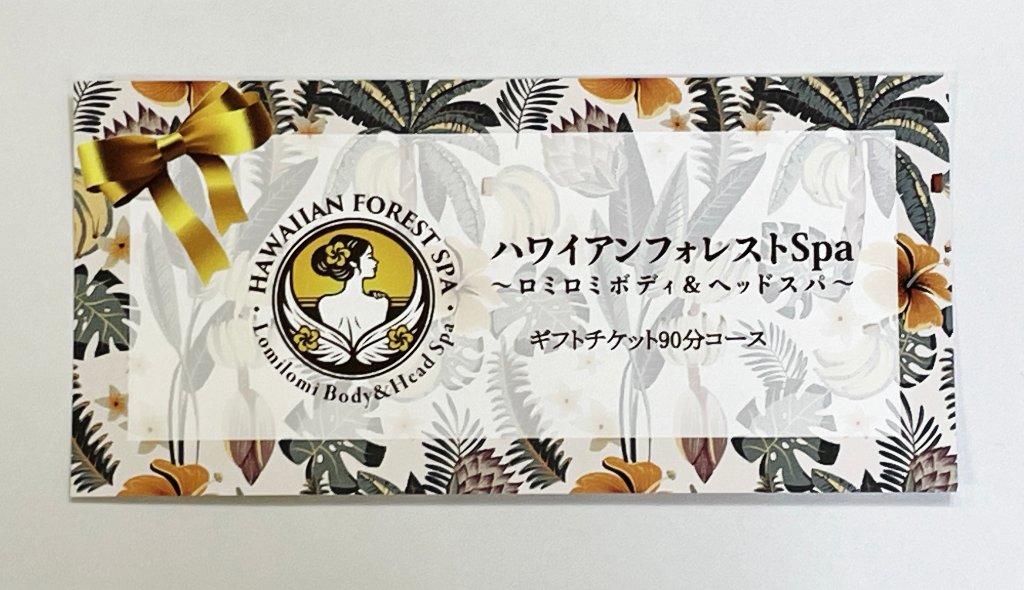 HAWAIIAN FOREST SPA
Lomilomi Body&Head Spa
ハワイアンフォレストSpa
～ロミロミボディ&ヘッドスパ～
ギフトチケット90分コース